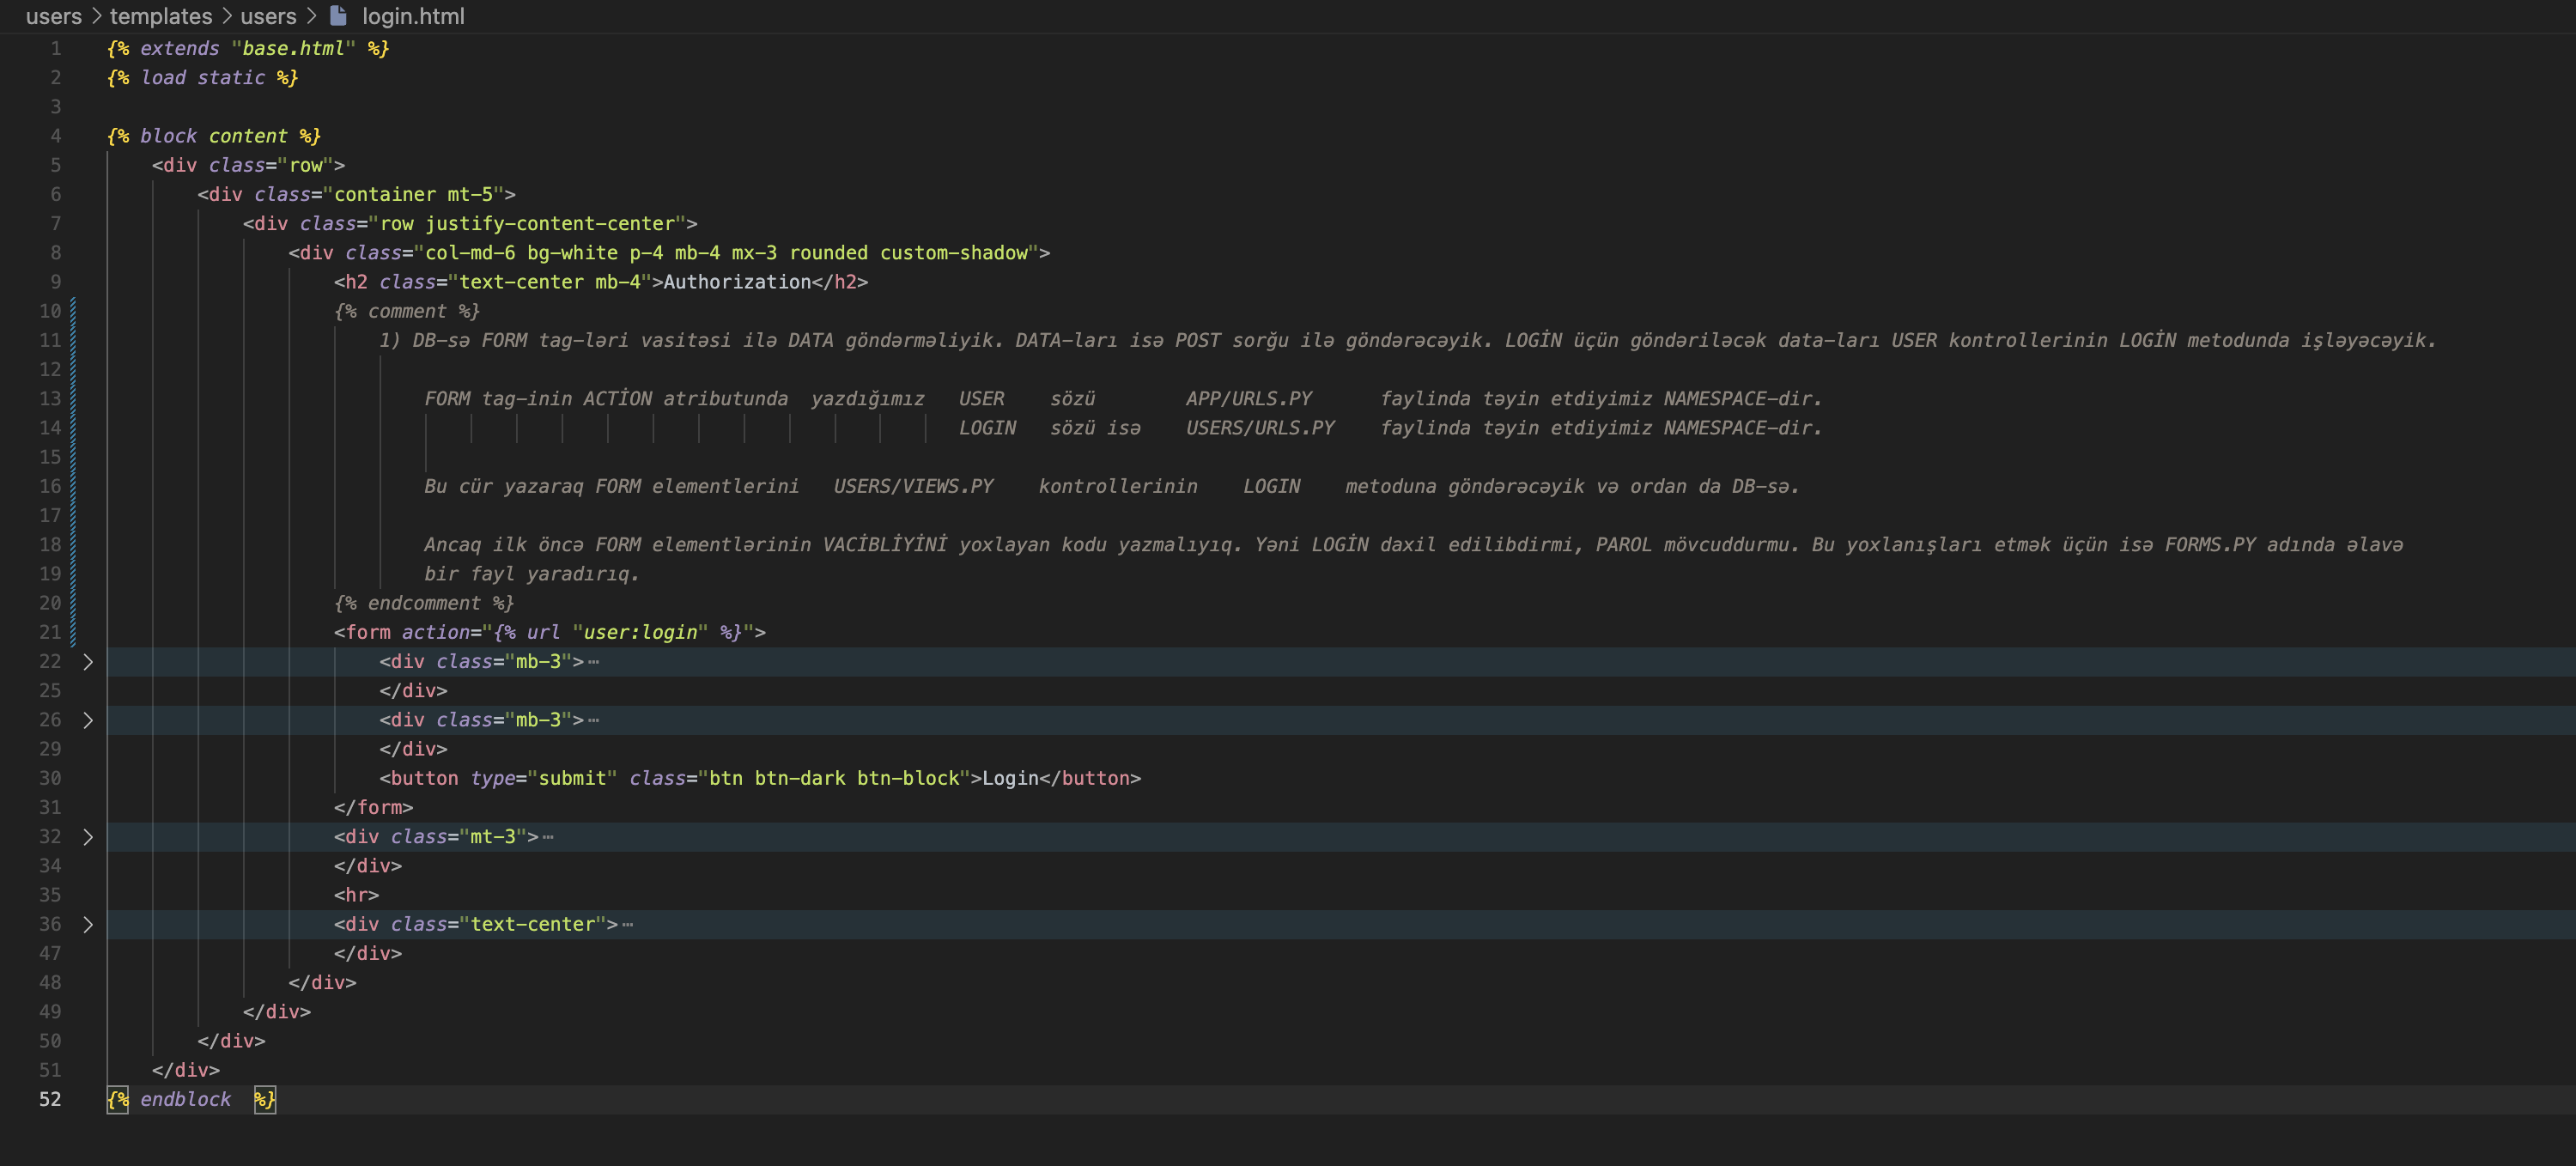 users > templates > users > login.html
1 {% extends "base.html" %}
2 {% load static %}
3
4 {% block content %}
5 <div class="row">
6 <div class="container mt-5">
7 <div class="row justify-content-center">
8 <div class="col-md-6 bg-white p-4 mb-4 mx-3 rounded custom-shadow">
9 <h2 class="text-center mb-4">Authorization</h2>
10 {% comment %}
11 1) DB-sə FORM tag-ləri vasitəsi ilə DATA göndərməliyik. DATA-ları isə POST sorğu ilə göndərəcəyik. LOGİN üçün göndəriləcək data-ları USER kontrollerinin LOGİN metodunda işləyəcəyik.
12
13 FORM tag-inin ACTİON atributunda yazdığımız USER sözü APP/URLS.PY faylinda təyin etdiyimiz NAMESPACE-dir.
14 LOGIN sözü isə USERS/URLS.PY faylinda təyin etdiyimiz NAMESPACE-dir.
15
16 Bu cür yazaraq FORM elementlerini USERS/VIEWS.PY kontrollerinin LOGIN metoduna göndərəcəyik və ordan da DB-sə.
17
18 Ancaq ilk öncə FORM elementlərinin VACİBLİYİNİ yoxlayan kodu yazmalıyıq. Yəni LOGİN daxil edilibdirmi, PAROL mövcuddurmu. Bu yoxlanışları etmək üçün isə FORMS.PY adında əlavə
19 bir fayl yaradırıq.
20 {% endcomment %}
21 <form action="{% url "user:login" %}">
22 <div class="mb-3">⋯
25 </div>
26 <div class="mb-3">⋯
29 </div>
30 <button type="submit" class="btn btn-dark btn-block">Login</button>
31 </form>
32 <div class="mt-3">⋯
34 </div>
35 <hr>
36 <div class="text-center">⋯
47 </div>
48 </div>
49 </div>
50 </div>
51 </div>
52 {% endblock %}